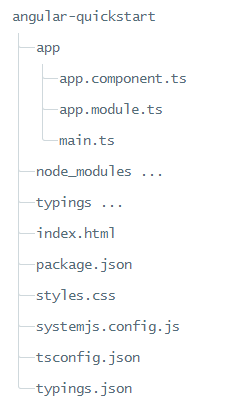 angular-quickstart
app
app.component.ts
app.module.ts
main.ts
node_modules ...
typings ...
index.html
package.json
styles.css
systemjs.config.js
tsconfig.json
typings.json